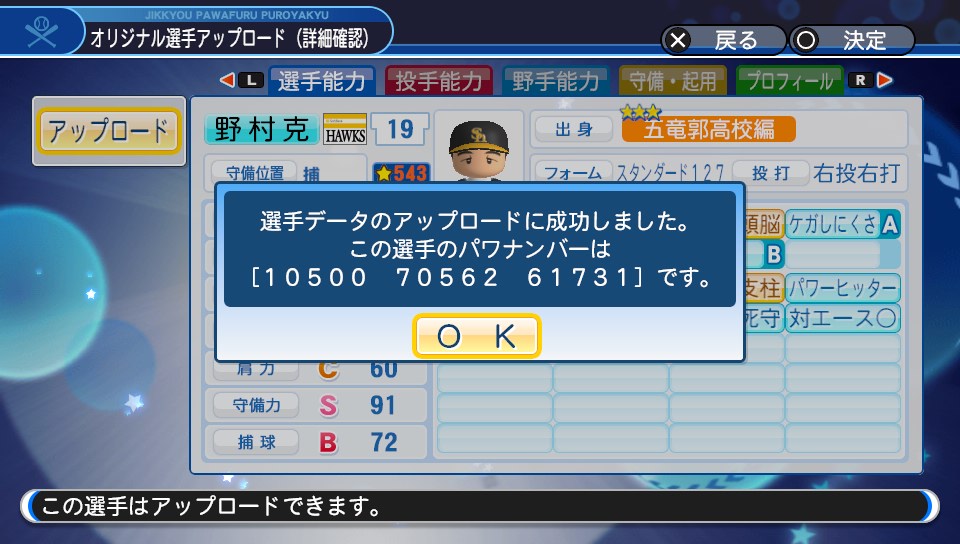 JIKKYOU PAWAFURU PUROYAKYU
オリジナル選手アップロード（詳細確認）
戻る 決定
L 選手能力 投手能力 野手能力 守備・起用 プロフィール R
アップロード
野村克 HAWKS 19 出身 五竜郭高校編
守備位置 捕 543 フォーム スタンダード127 投打 右投右打
選手データのアップロードに成功しました。
この選手のパワナンバーは
[10500 70562 61731]です。
OK
頭脳 ケガしにくさA
B
支柱 パワーヒッター
死守 対エース○
肩力 C 60
守備力 S 91
捕球 B 72
この選手はアップロードできます。